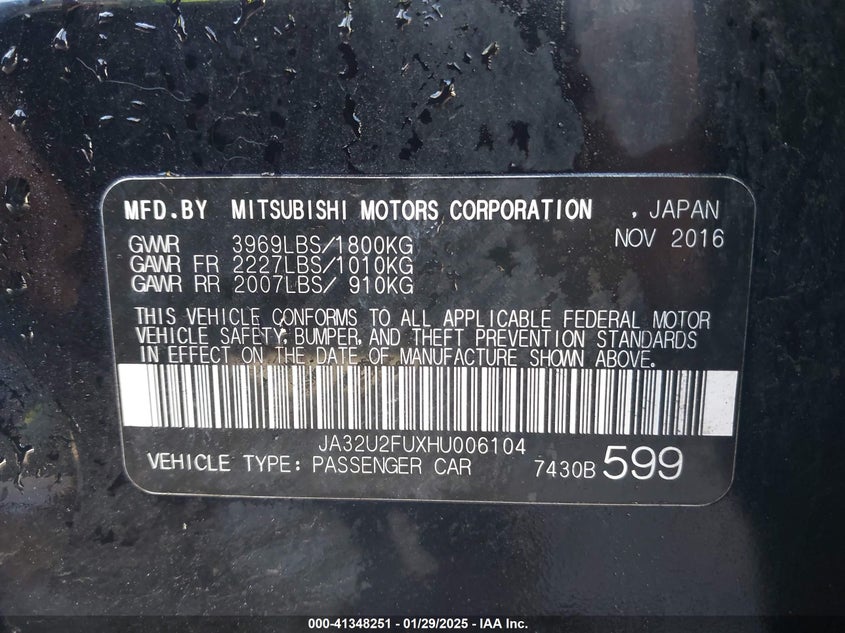 MFD.BY MITSUBISHI MOTORS CORPORATION , JAPAN
NOV 2016
GVWR 3969LBS/1800KG
GAWR FR 2227LBS/1010KG
GAWR RR 2007LBS/ 910KG
THIS VEHICLE CONFORMS TO ALL APPLICABLE FEDERAL MOTOR
VEHICLE SAFETY, BUMPER, AND THEFT PREVENTION STANDARDS
IN EFFECT ON THE DATE OF MANUFACTURE SHOWN ABOVE.
JA32U2FUXHU006104
VEHICLE TYPE: PASSENGER CAR 7430B 599
000-41348251 - 01/29/2025 - IAA Inc.